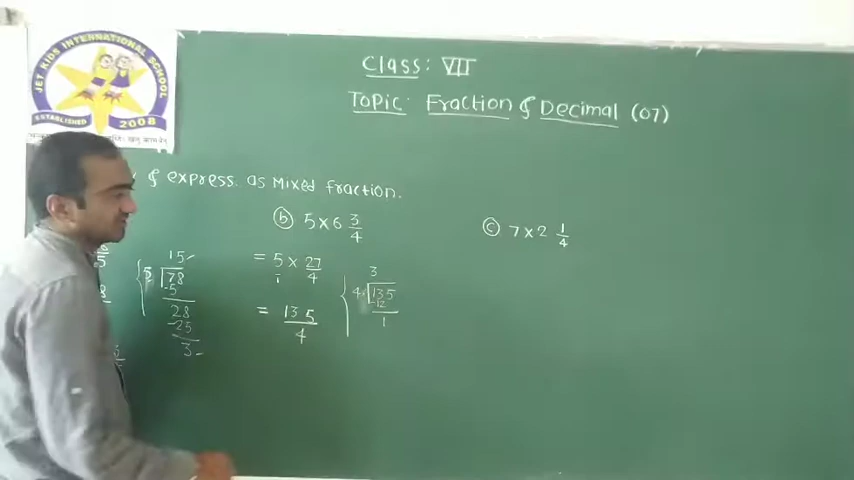 JET KIDS INTERNATIONAL SCHOOL
ESTABLISHED
2008
Class: VII
Topic: Fraction & Decimal (07)
& express as Mixed fraction.
(b) 5 × 6 3/4
= 5/1 × 27/4
= 135/4
(c) 7 × 2 1/4
15
5 78
-5
28
-25
3
3
4 135
-12
1